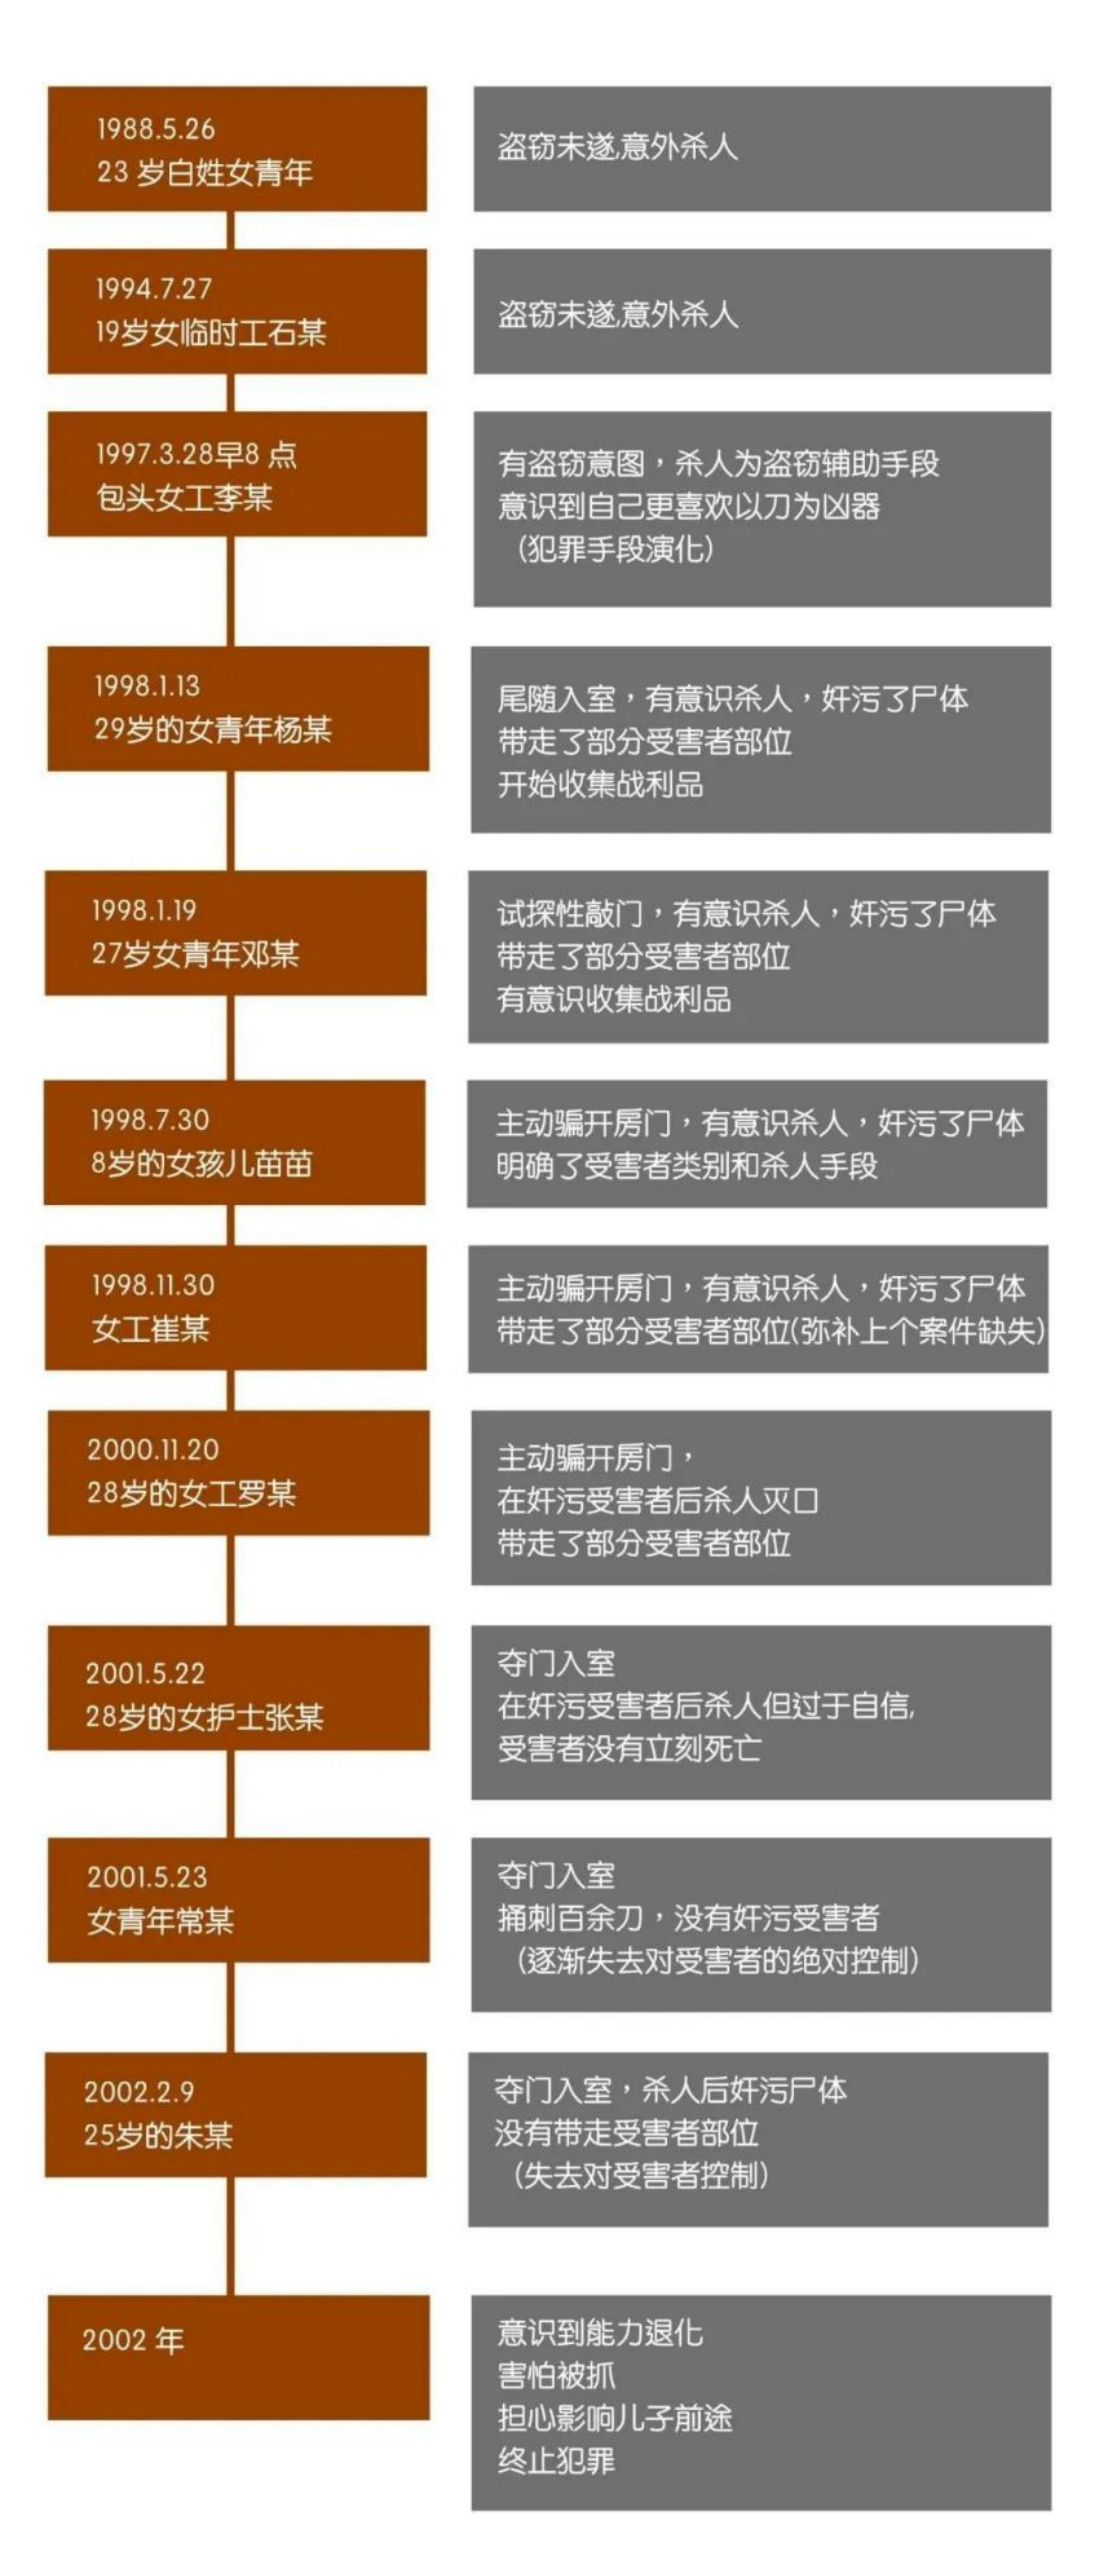 1988.5.26
23 岁白姓女青年
盗窃未遂,意外杀人
1994.7.27
19岁女临时工石某
盗窃未遂,意外杀人
1997.3.28早8 点
包头女工李某
有盗窃意图，杀人为盗窃辅助手段
意识到自己更喜欢以刀为凶器
（犯罪手段演化）
1998.1.13
29岁的女青年杨某
尾随入室，有意识杀人，奸污了尸体
带走了部分受害者部位
开始收集战利品
1998.1.19
27岁女青年邓某
试探性敲门，有意识杀人，奸污了尸体
带走了部分受害者部位
有意识收集战利品
1998.7.30
8岁的女孩儿苗苗
主动骗开房门，有意识杀人，奸污了尸体
明确了受害者类别和杀人手段
1998.11.30
女工崔某
主动骗开房门，有意识杀人，奸污了尸体
带走了部分受害者部位(弥补上个案件缺失)
2000.11.20
28岁的女工罗某
主动骗开房门，
在奸污受害者后杀人灭口
带走了部分受害者部位
2001.5.22
28岁的女护士张某
夺门入室
在奸污受害者后杀人但过于自信,
受害者没有立刻死亡
2001.5.23
女青年常某
夺门入室
捅刺百余刀，没有奸污受害者
（逐渐失去对受害者的绝对控制）
2002.2.9
25岁的朱某
夺门入室，杀人后奸污尸体
没有带走受害者部位
（失去对受害者控制）
2002 年
意识到能力退化
害怕被抓
担心影响儿子前途
终止犯罪